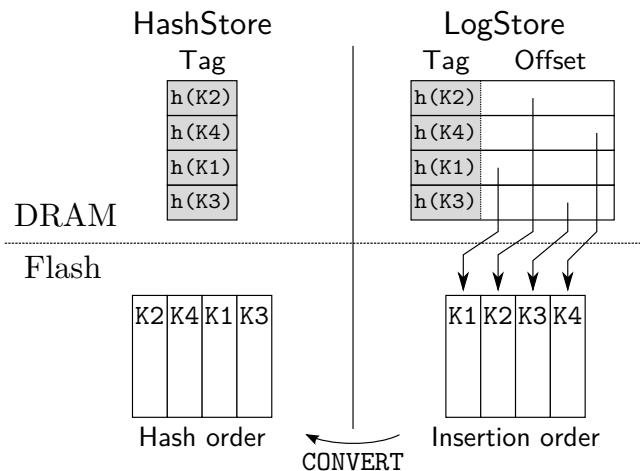 HashStore
LogStore
Tag
Tag Offset
h(K2)
h(K4)
h(K1)
h(K3)
h(K2)
h(K4)
h(K1)
h(K3)
DRAM
Flash
K2 K4 K1 K3
K1 K2 K3 K4
Hash order
Insertion order
CONVERT